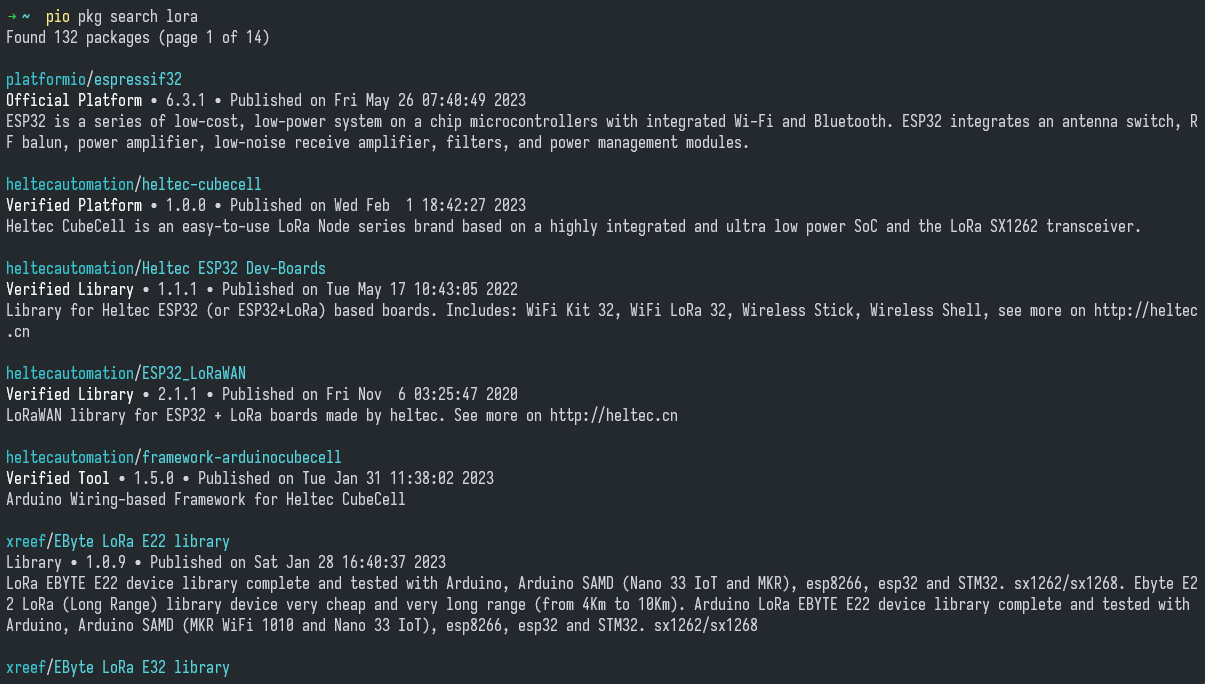 → ~ pio pkg search lora
Found 132 packages (page 1 of 14)
platformio/espressif32
Official Platform • 6.3.1 • Published on Fri May 26 07:40:49 2023
ESP32 is a series of low-cost, low-power system on a chip microcontrollers with integrated Wi-Fi and Bluetooth. ESP32 integrates an antenna switch, R
F balun, power amplifier, low-noise receive amplifier, filters, and power management modules.
heltecautomation/heltec-cubecell
Verified Platform • 1.0.0 • Published on Wed Feb  1 18:42:27 2023
Heltec CubeCell is an easy-to-use LoRa Node series brand based on a highly integrated and ultra low power SoC and the LoRa SX1262 transceiver.
heltecautomation/Heltec ESP32 Dev-Boards
Verified Library • 1.1.1 • Published on Tue May 17 10:43:05 2022
Library for Heltec ESP32 (or ESP32+LoRa) based boards. Includes: WiFi Kit 32, WiFi LoRa 32, Wireless Stick, Wireless Shell, see more on http://heltec
.cn
heltecautomation/ESP32_LoRaWAN
Verified Library • 2.1.1 • Published on Fri Nov  6 03:25:47 2020
LoRaWAN library for ESP32 + LoRa boards made by heltec. See more on http://heltec.cn
heltecautomation/framework-arduinocubecell
Verified Tool • 1.5.0 • Published on Tue Jan 31 11:38:02 2023
Arduino Wiring-based Framework for Heltec CubeCell
xreef/EByte LoRa E22 library
Library • 1.0.9 • Published on Sat Jan 28 16:40:37 2023
LoRa EBYTE E22 device library complete and tested with Arduino, Arduino SAMD (Nano 33 IoT and MKR), esp8266, esp32 and STM32. sx1262/sx1268. Ebyte E2
2 LoRa (Long Range) library device very cheap and very long range (from 4Km to 10Km). Arduino LoRa EBYTE E22 device library complete and tested with
Arduino, Arduino SAMD (MKR WiFi 1010 and Nano 33 IoT), esp8266, esp32 and STM32. sx1262/sx1268
xreef/EByte LoRa E32 library